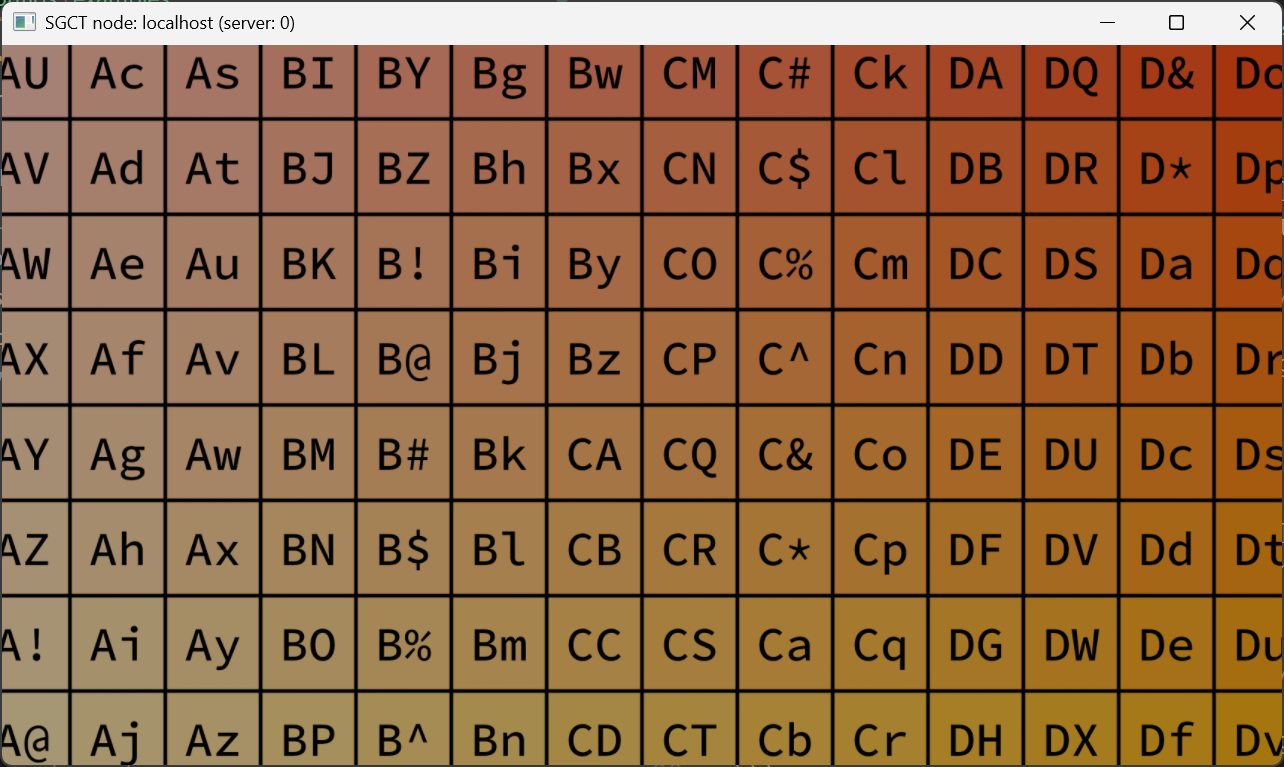 SGCT node: localhost (server: 0)
AU Ac As BI BY Bg Bw CM C# Ck DA DQ D&
AV Ad At BJ BZ Bh Bx CN C$ Cl DB DR D* Dp
AW Ae Au BK B! Bi By CO C% Cm DC DS Da
AX Af Av BL B@ Bj Bz CP C^ Cn DD DT Db Dr
AY Ag Aw BM B# Bk CA CQ C& Co DE DU Dc Ds
AZ Ah Ax BN B$ Bl CB CR C* Cp DF DV Dd Dt
A! Ai Ay BO B% Bm CC CS Ca Cq DG DW De Du
A@ Aj Az BP B^ Bn CD CT Cb Cr DH DX Df Dv